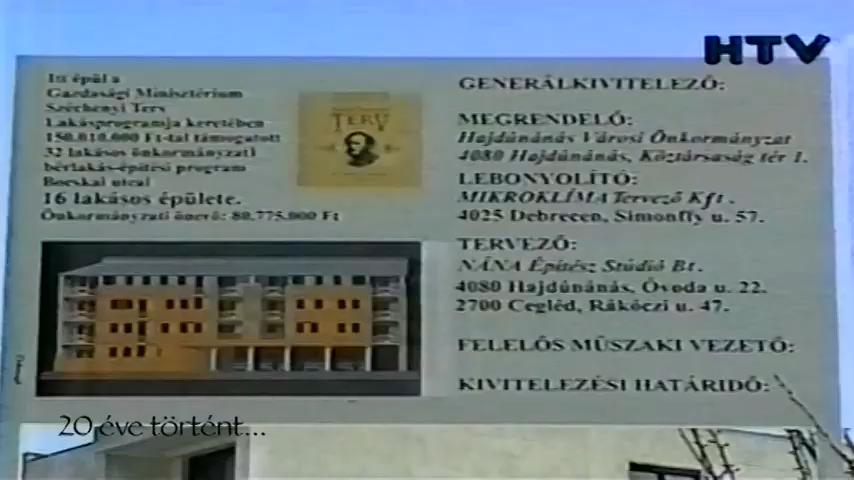 HTV
Itt épül a
Gazdasági Minisztérium
Széchenyi Terv
Lakásprogramja keretében
150.010.000 Ft-tal támogatott
32 lakásos önkormányzati
bérlakás-építési program
Bocskai utcai
16 lakásos épülete.
Önkormányzati önerő: 80.775.000 Ft
TERV
GENERÁLKIVITELEZŐ:
MEGRENDELŐ:
Hajdúnánás Városi Önkormányzat
4080 Hajdúnánás, Köztársaság tér 1.
LEBONYOLÍTÓ:
MIKROKLÍMA Tervező Kft.
4025 Debrecen, Simonffy u. 57.
TERVEZŐ:
NÁNA Építész Stúdió Bt.
4080 Hajdúnánás, Óvoda u. 22.
2700 Cegléd, Rákóczi u. 47.
FELELŐS MŰSZAKI VEZETŐ:
KIVITELEZÉSI HATÁRIDŐ:
20 éve történt...